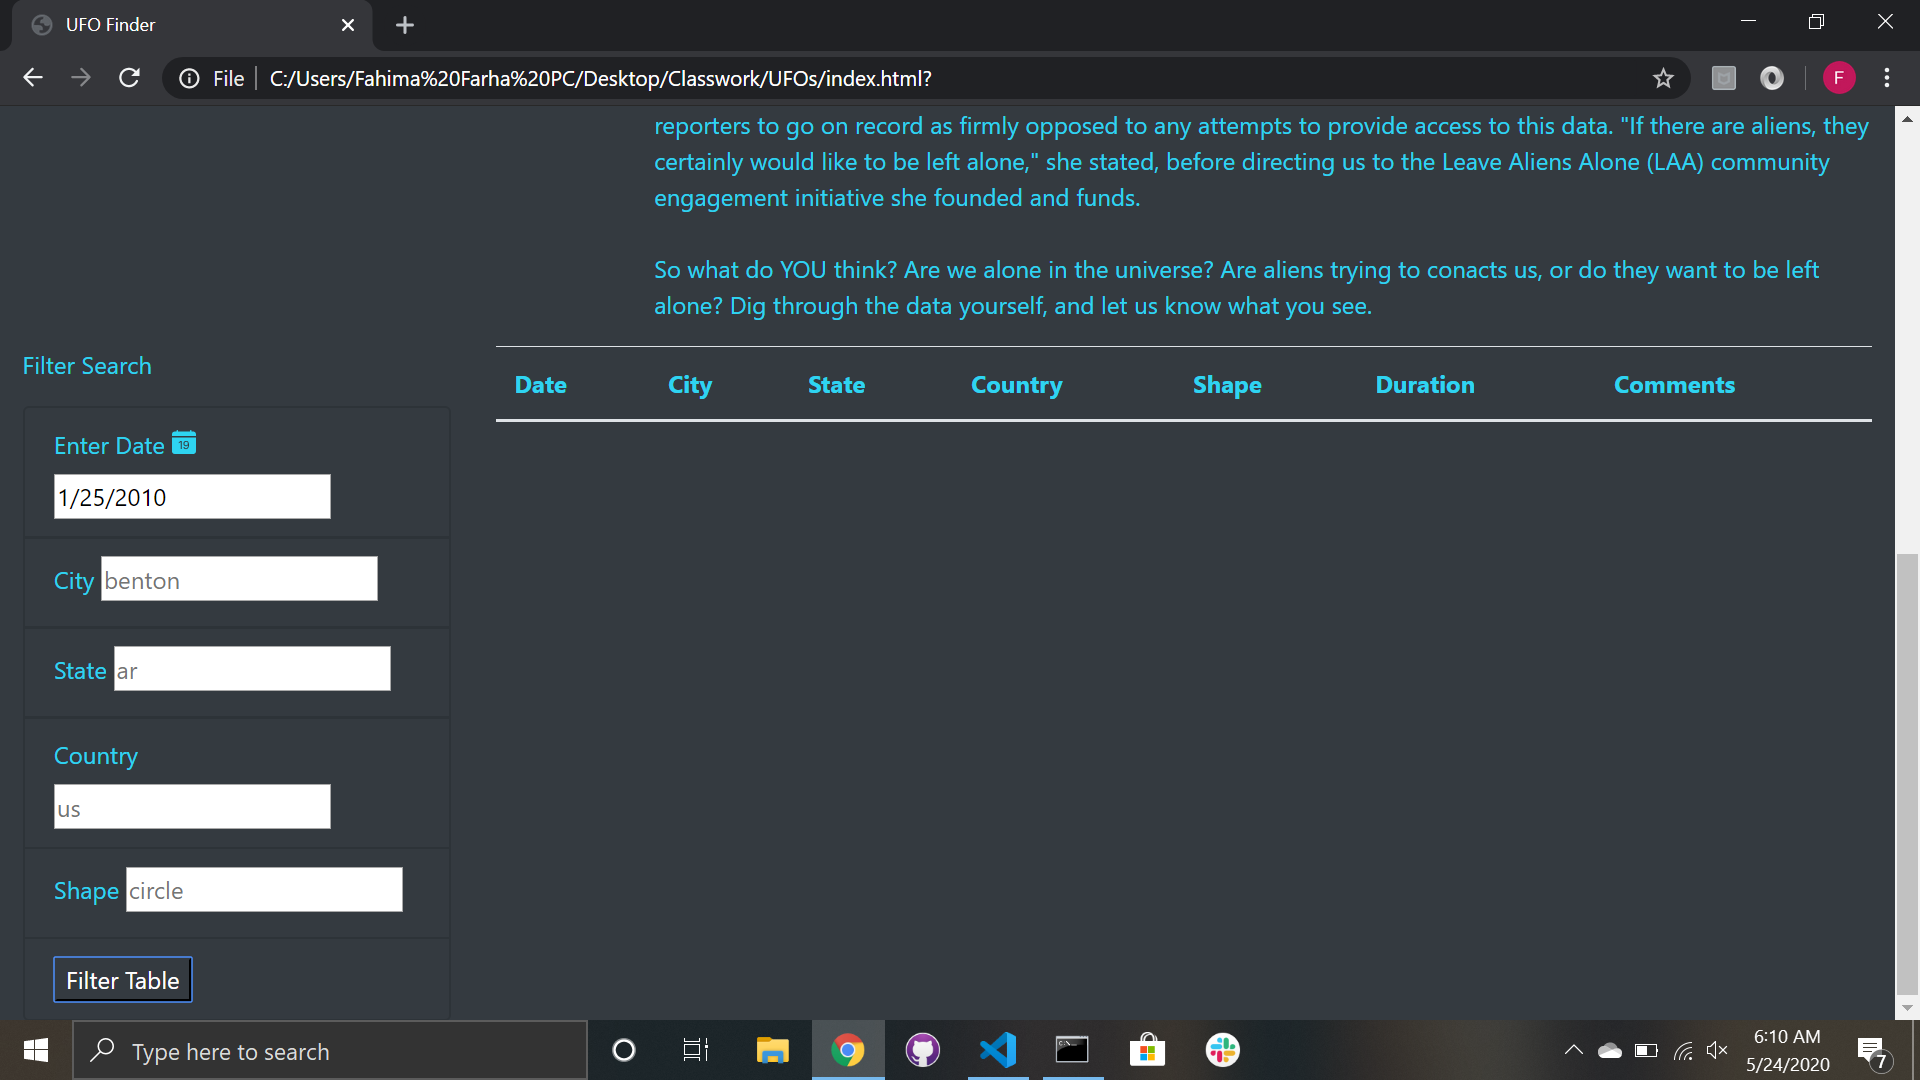 UFO Finder
File
C:/Users/Fahima%20Farha%20PC/Desktop/Classwork/UFOs/index.html?
F
reporters to go on record as firmly opposed to any attempts to provide access to this data. "If there are aliens, they
certainly would like to be left alone," she stated, before directing us to the Leave Aliens Alone (LAA) community
engagement initiative she founded and funds.
So what do YOU think? Are we alone in the universe? Are aliens trying to conacts us, or do they want to be left
alone? Dig through the data yourself, and let us know what you see.
Filter Search
Date City State Country Shape Duration Comments
Enter Date 19
1/25/2010
City benton
State ar
Country
us
Shape circle
Filter Table
Type here to search
6:10 AM
5/24/2020
7